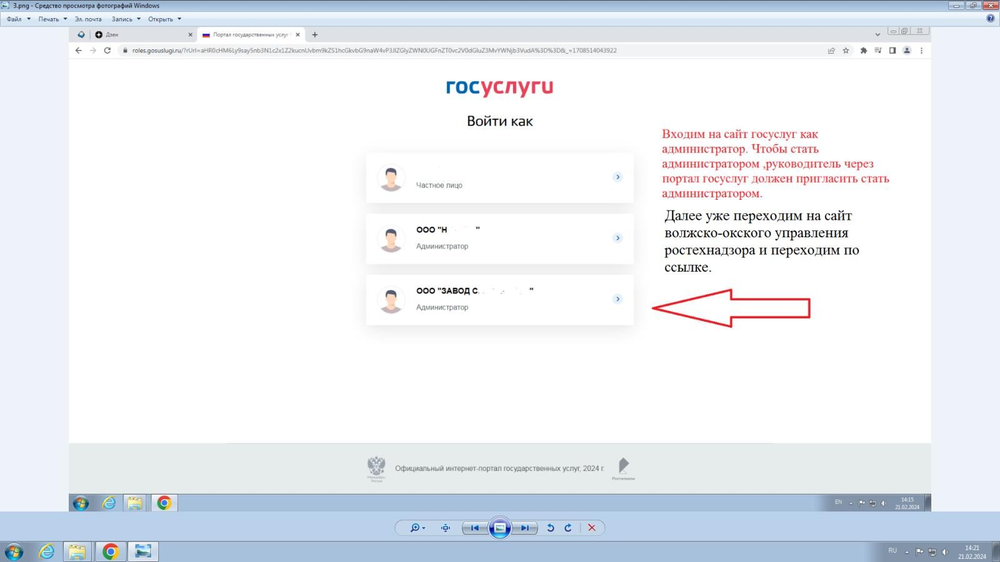 3.png - Средство просмотра фотографий Windows
Файл Печать Эл. почта Запись Открыть
Дзен
Портал государственных услуг
roles.gosuslugi.ru/?rUrl=aHR0cHM6Ly9say5nb3N1c2x1Z2kucnUvbm9kZS1hcGkvbG9naW4vP3JlZGlyZWN0UGFnZT0vc2V0dGluZ3MvYWNjb3VudA%3D%3D&_=1708514043922
госуслуги
Войти как
Частное лицо
ООО "Н "
Администратор
ООО "ЗАВОД С "
Администратор
Входим на сайт госуслуг как
администратор. Чтобы стать
администратором ,руководитель через
портал госуслуг должен пригласить стать
администратором.
Далее уже переходим на сайт
волжско-окского управления
ростехнадзора и переходим по
ссылке.
Минцифры
России
Официальный интернет-портал государственных услуг, 2024 г.
Ростелеком
EN
14:15
21.02.2024
RU
14:21
21.02.2024